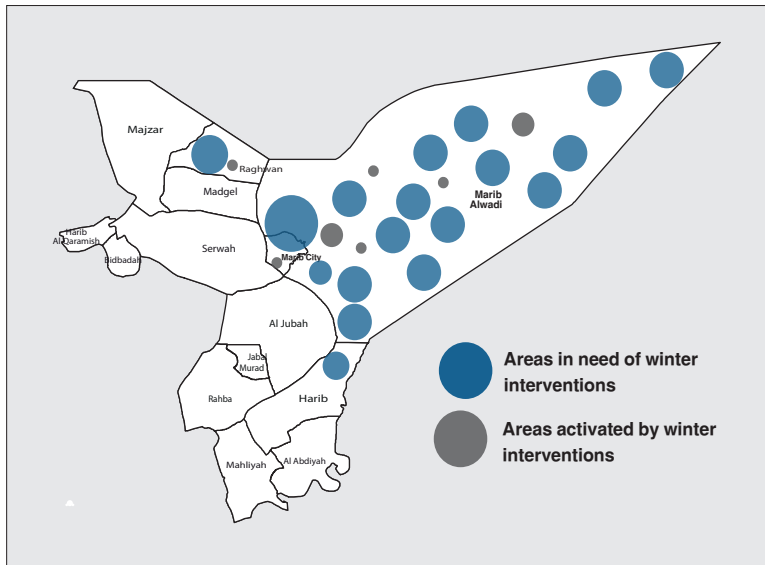 Majzar
Raghwan
Madgel
Harib
Al Qaramish
Bidbadah
Serwah
Marib City
Marib
Alwadi
Al Jubah
Jabal
Murad
Rahba
Harib
Mahliyah
Al Abdiyah
Areas in need of winter
interventions
Areas activated by winter
interventions